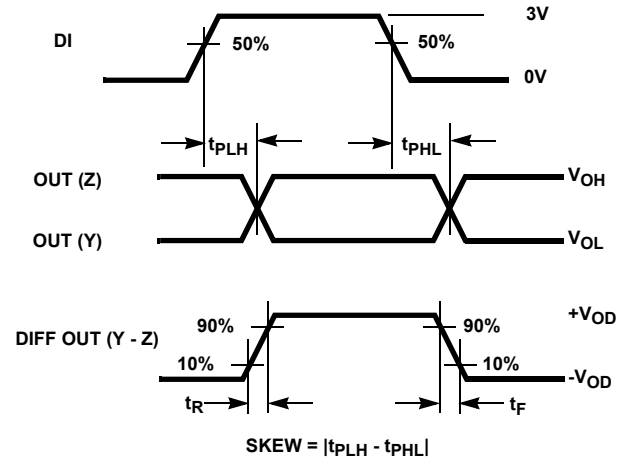 3V
DI
50%
50%
0V
tPLH
tPHL
OUT (Z)
VOH
OUT (Y)
VOL
+VOD
90%
90%
DIFF OUT (Y - Z)
10%
10%
-VOD
tR
tF
SKEW = |tPLH - tPHL|